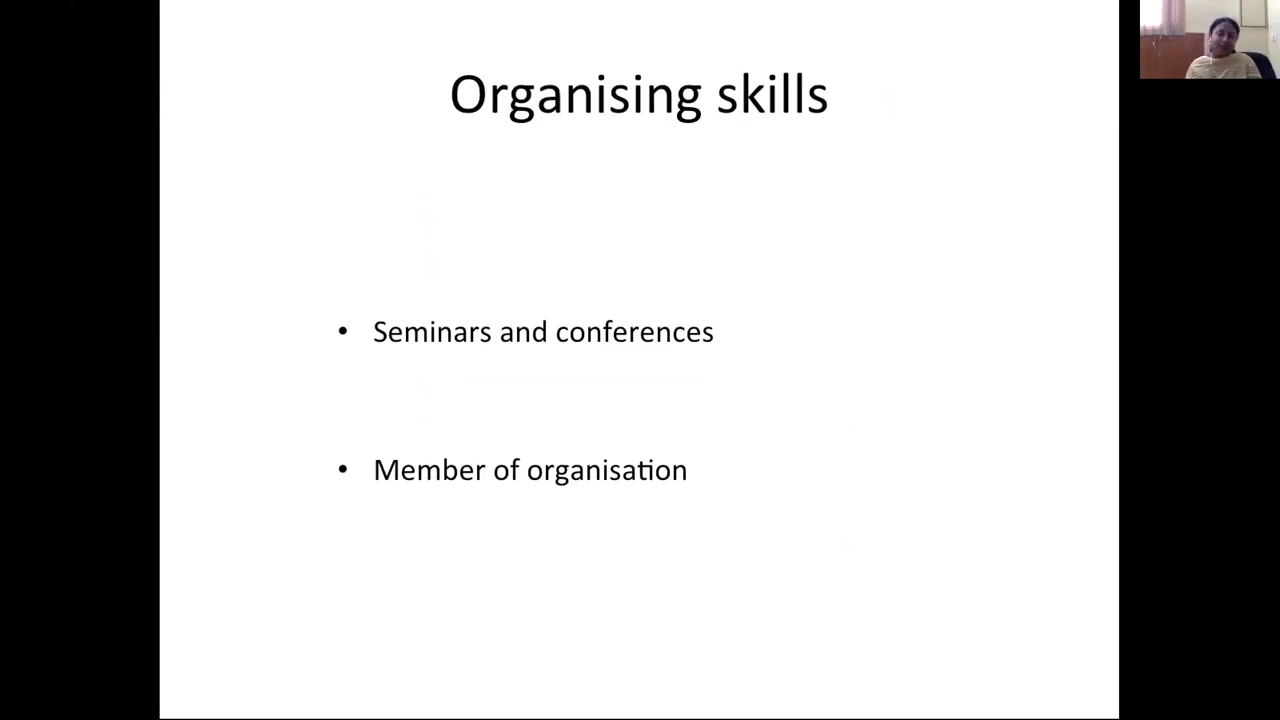 Organising skills
• Seminars and conferences
• Member of organisation